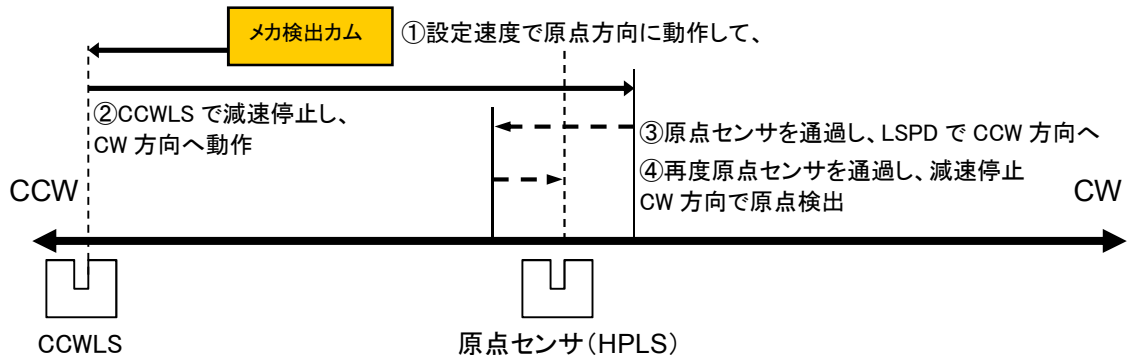 メカ検出カム
①設定速度で原点方向に動作して、
②CCWLS で減速停止し、
CW 方向へ動作
③原点センサを通過し、LSPD で CCW 方向へ
④再度原点センサを通過し、減速停止
CW 方向で原点検出
CCW
CW
CCWLS
原点センサ(HPLS)